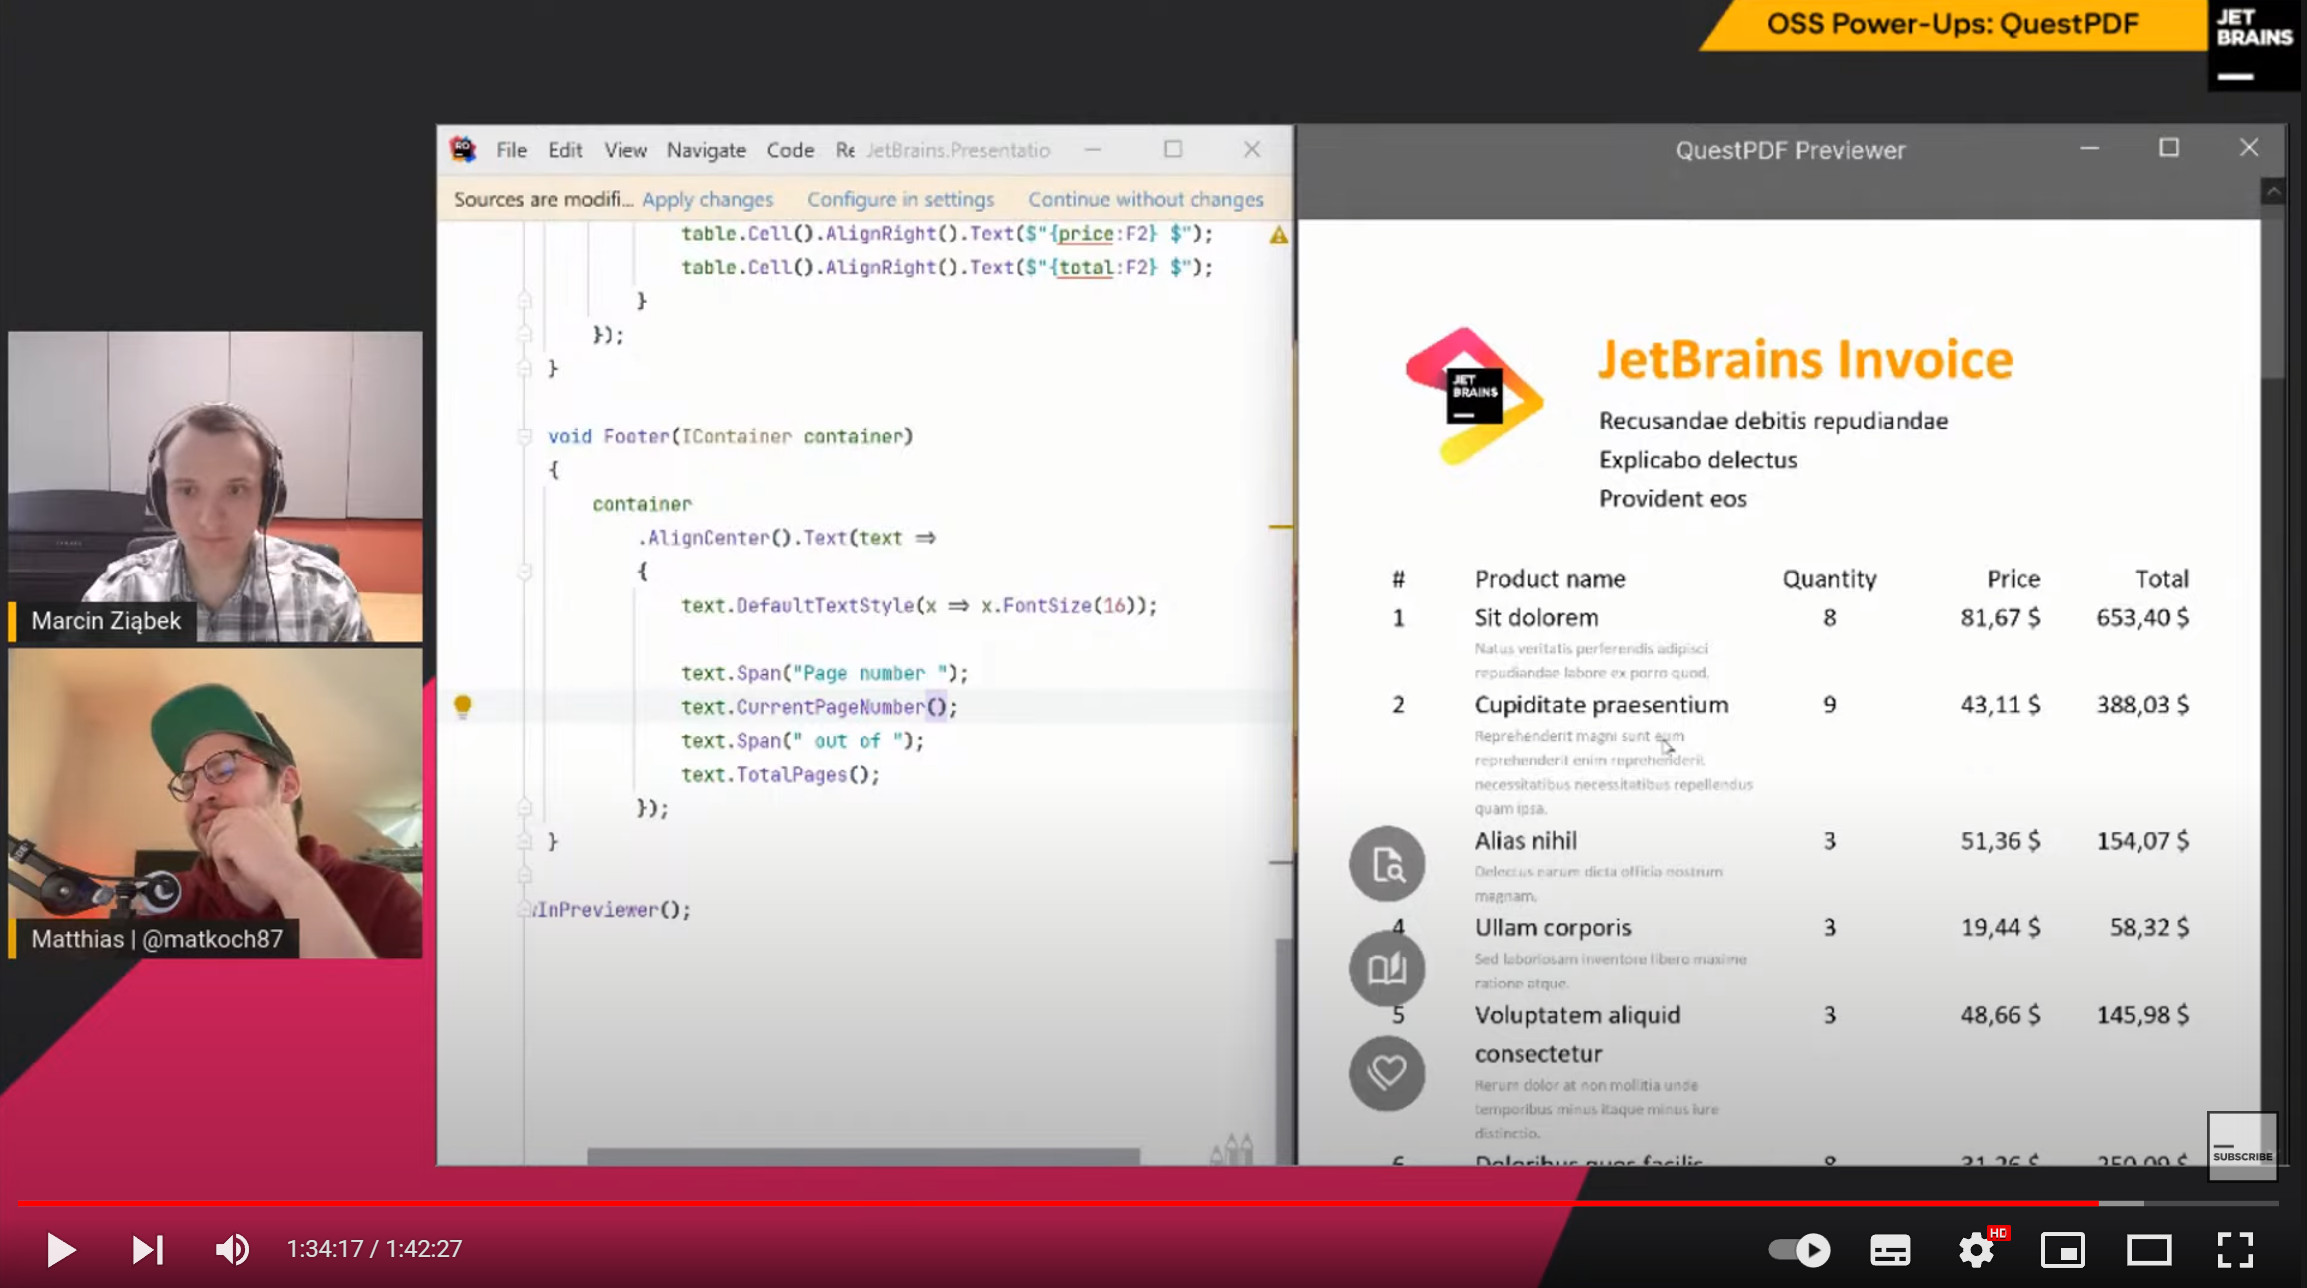 OSS Power-Ups: QuestPDF
JET
BRAINS
File Edit View Navigate Code Re JetBrains.Presentatio
Sources are modifi... Apply changes Configure in settings Continue without changes
table.Cell().AlignRight().Text($"{price:F2} $");
table.Cell().AlignRight().Text($"{total:F2} $");
}
});
}
void Footer(IContainer container)
{
container
.AlignCenter().Text(text =>
{
text.DefaultTextStyle(x => x.FontSize(16));
text.Span("Page number ");
text.CurrentPageNumber();
text.Span(" out of ");
text.TotalPages();
});
}
InPreviewer();
QuestPDF Previewer
JET
BRAINS
JetBrains Invoice
Recusandae debitis repudiandae
Explicabo delectus
Provident eos
# Product name Quantity Price Total
1 Sit dolorem 8 81,67 $ 653,40 $
Natus veritatis perferendis adipisci
repudiandae labore ex porro quod.
2 Cupiditate praesentium 9 43,11 $ 388,03 $
Reprehenderit magni sunt eum
reprehenderit enim reprehenderit
necessitatibus necessitatibus repellendus
quam ipsa.
Alias nihil 3 51,36 $ 154,07 $
Delectus earum dicta officia nostrum
magnam.
4 Ullam corporis 3 19,44 $ 58,32 $
Sed laboriosam inventore libero maxime
ratione atque.
5 Voluptatem aliquid 3 48,66 $ 145,98 $
consectetur
Rerum dolor at non mollitia unde
temporibus minus itaque minus iure
distinctio.
6 Doloribus quos facilis 8 31,26 $ 250,09 $
Marcin Ziąbek
Matthias | @matkoch87
SUBSCRIBE
1:34:17 / 1:42:27
HD